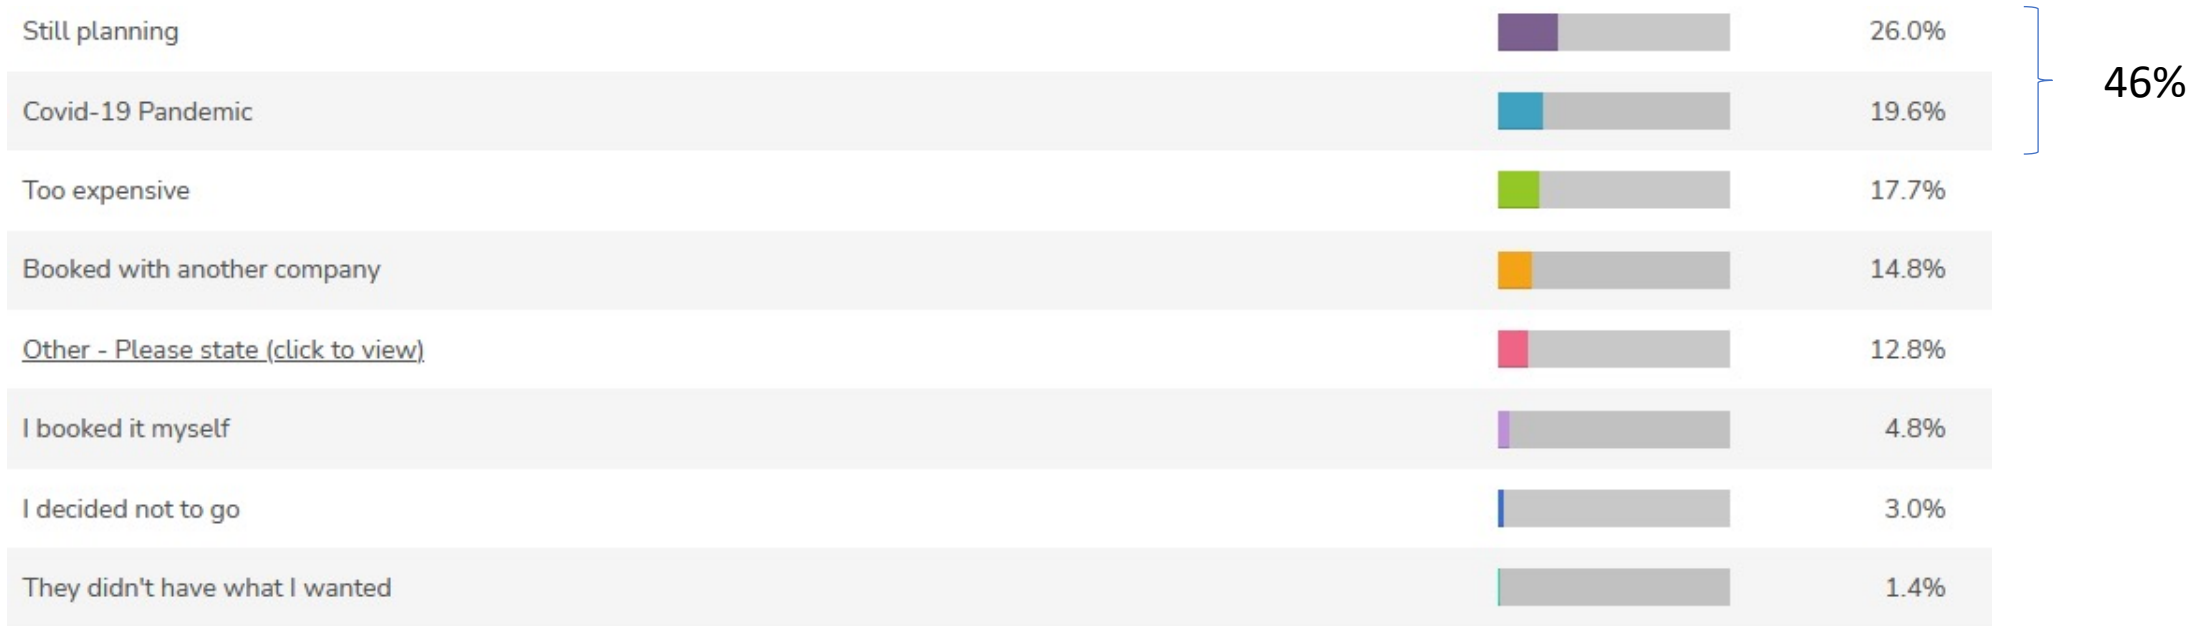 Still planning 26.0%
46%
Covid-19 Pandemic 19.6%
Too expensive 17.7%
Booked with another company 14.8%
Other - Please state (click to view) 12.8%
I booked it myself 4.8%
I decided not to go 3.0%
They didn't have what I wanted 1.4%